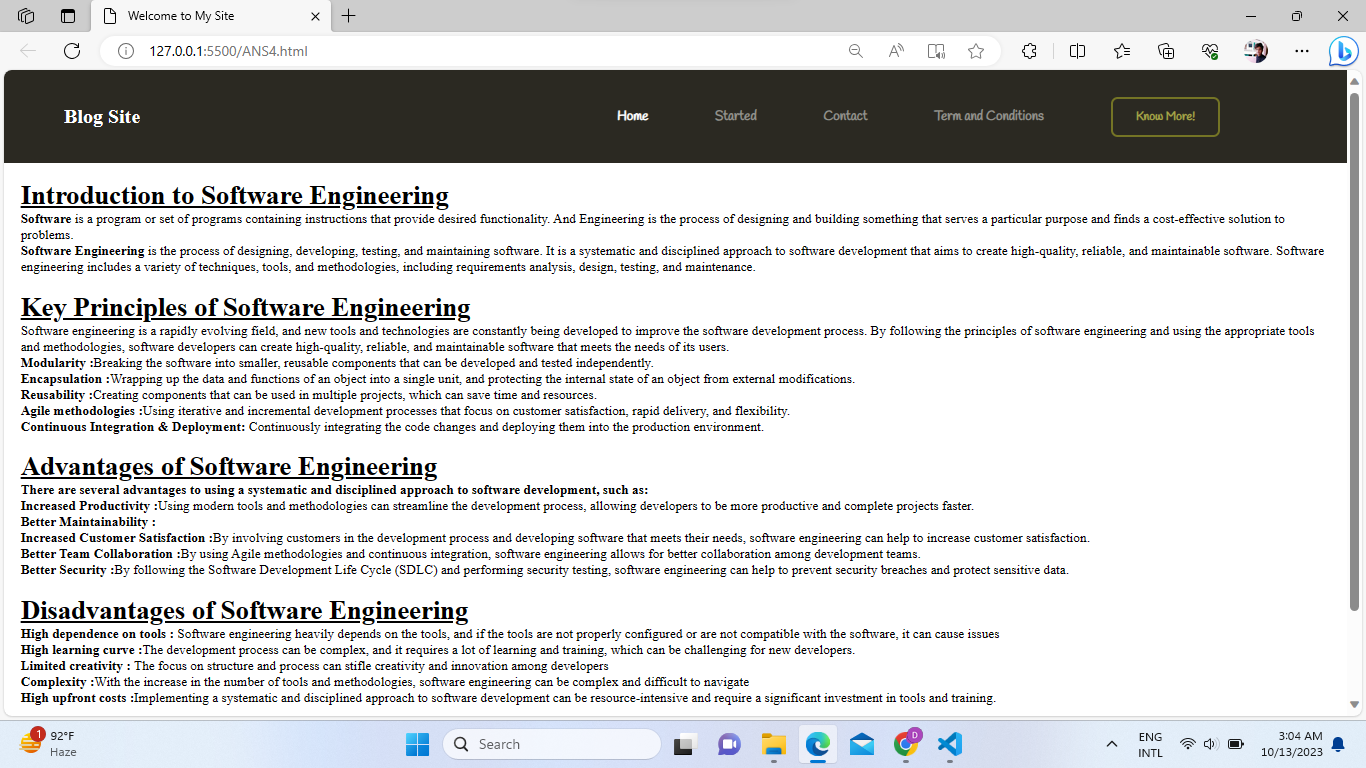 Welcome to My Site
127.0.0.1:5500/ANS4.html
Blog Site
Home
Started
Contact
Term and Conditions
Know More!
Introduction to Software Engineering
Software is a program or set of programs containing instructions that provide desired functionality. And Engineering is the process of designing and building something that serves a particular purpose and finds a cost-effective solution to
problems.
Software Engineering is the process of designing, developing, testing, and maintaining software. It is a systematic and disciplined approach to software development that aims to create high-quality, reliable, and maintainable software. Software
engineering includes a variety of techniques, tools, and methodologies, including requirements analysis, design, testing, and maintenance.
Key Principles of Software Engineering
Software engineering is a rapidly evolving field, and new tools and technologies are constantly being developed to improve the software development process. By following the principles of software engineering and using the appropriate tools
and methodologies, software developers can create high-quality, reliable, and maintainable software that meets the needs of its users.
Modularity :Breaking the software into smaller, reusable components that can be developed and tested independently.
Encapsulation :Wrapping up the data and functions of an object into a single unit, and protecting the internal state of an object from external modifications.
Reusability :Creating components that can be used in multiple projects, which can save time and resources.
Agile methodologies :Using iterative and incremental development processes that focus on customer satisfaction, rapid delivery, and flexibility.
Continuous Integration & Deployment: Continuously integrating the code changes and deploying them into the production environment.
Advantages of Software Engineering
There are several advantages to using a systematic and disciplined approach to software development, such as:
Increased Productivity :Using modern tools and methodologies can streamline the development process, allowing developers to be more productive and complete projects faster.
Better Maintainability :
Increased Customer Satisfaction :By involving customers in the development process and developing software that meets their needs, software engineering can help to increase customer satisfaction.
Better Team Collaboration :By using Agile methodologies and continuous integration, software engineering allows for better collaboration among development teams.
Better Security :By following the Software Development Life Cycle (SDLC) and performing security testing, software engineering can help to prevent security breaches and protect sensitive data.
Disadvantages of Software Engineering
High dependence on tools : Software engineering heavily depends on the tools, and if the tools are not properly configured or are not compatible with the software, it can cause issues
High learning curve :The development process can be complex, and it requires a lot of learning and training, which can be challenging for new developers.
Limited creativity : The focus on structure and process can stifle creativity and innovation among developers
Complexity :With the increase in the number of tools and methodologies, software engineering can be complex and difficult to navigate
High upfront costs :Implementing a systematic and disciplined approach to software development can be resource-intensive and require a significant investment in tools and training.
1
92°F
Haze
Search
D
ENG
INTL
3:04 AM
10/13/2023